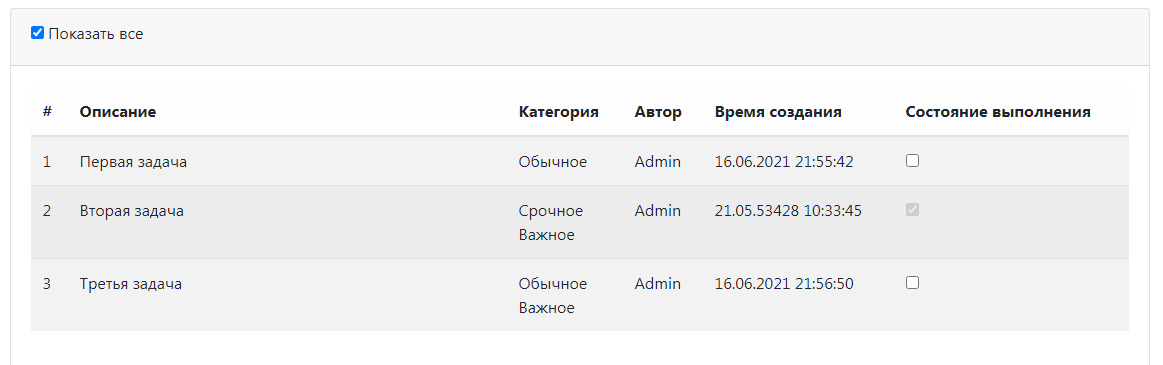 Показать все
# Описание Категория Автор Время создания Состояние выполнения
1 Первая задача Обычное Admin 16.06.2021 21:55:42
2 Вторая задача Срочное Admin 21.05.53428 10:33:45
Важное
3 Третья задача Обычное Admin 16.06.2021 21:56:50
Важное